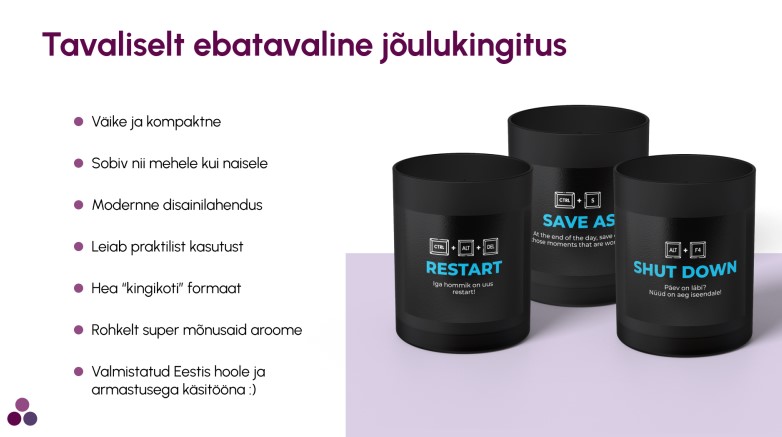 Tavaliselt ebatavaline jõulukingitus
Väike ja kompaktne
Sobiv nii mehele kui naisele
Modernne disainilahendus
Leiab praktilist kasutust
Hea “kingikoti” formaat
Rohkelt super mõnusaid aroome
Valmistatud Eestis hoole ja
armastusega käsitööna :)
CTRL + ALT + DEL
RESTART
Iga hommik on uus
restart!
CTRL + S
SAVE AS
At the end of the day, save
those moments that are
ALT + F4
SHUT DOWN
Päev on läbi?
Nüüd on aeg iseendale!